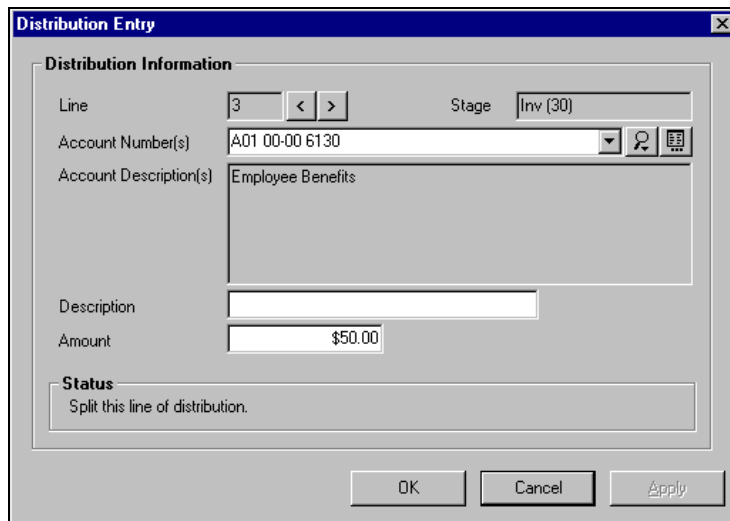 Distribution Entry
Distribution Information
Line 3 < > Stage Inv (30)
Account Number(s) A01 00-00 6130
Account Description(s) Employee Benefits
Description
Amount $50.00
Status
Split this line of distribution.
OK Cancel Apply